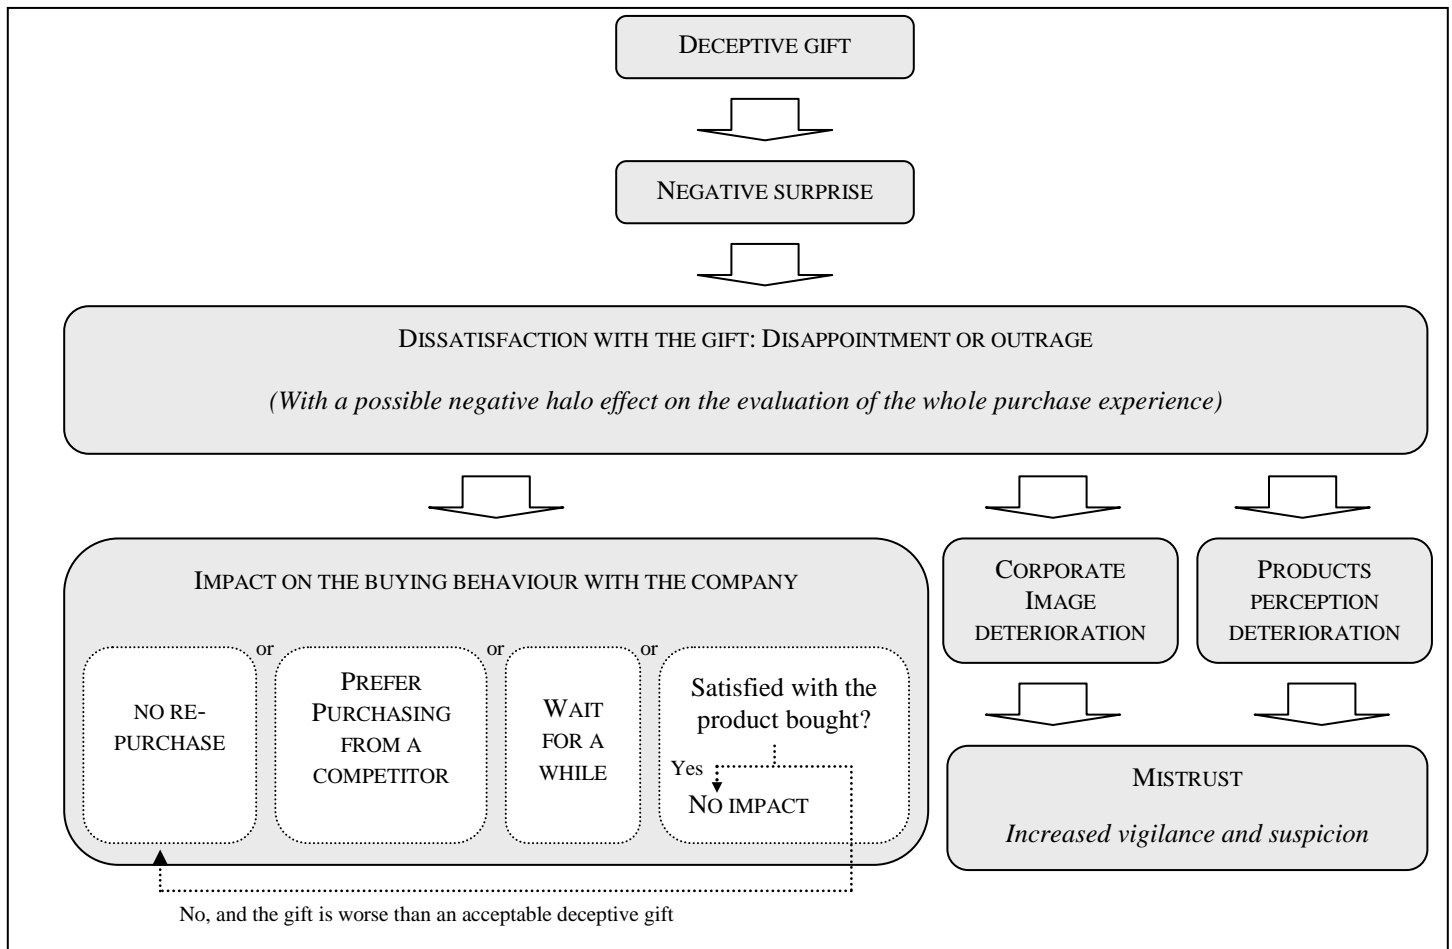 DECEPTIVE GIFT
NEGATIVE SURPRISE
DISSATISFACTION WITH THE GIFT: DISAPPOINTMENT OR OUTRAGE
(With a possible negative halo effect on the evaluation of the whole purchase experience)
IMPACT ON THE BUYING BEHAVIOUR WITH THE COMPANY
NO RE-
PURCHASE
or
PREFER
PURCHASING
FROM A
COMPETITOR
or
WAIT
FOR A
WHILE
or
Satisfied with the
product bought?
Yes
NO IMPACT
No, and the gift is worse than an acceptable deceptive gift
CORPORATE
IMAGE
DETERIORATION
PRODUCTS
PERCEPTION
DETERIORATION
MISTRUST
Increased vigilance and suspicion